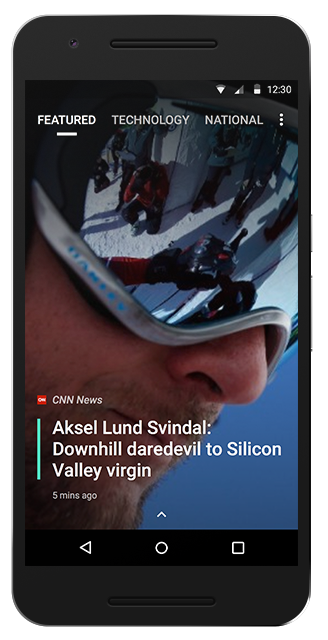 12:30
FEATURED TECHNOLOGY NATIONAL
OAKLEY
CNN CNN News
Aksel Lund Svindal:
Downhill daredevil to Silicon
Valley virgin
5 mins ago